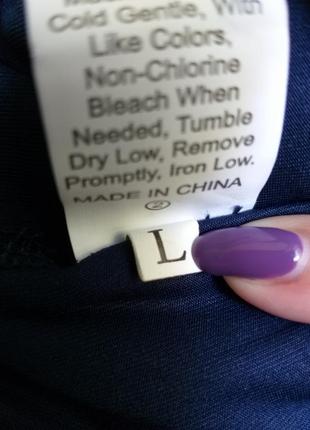 Cold Gentle, With
Like Colors,
Non-Chlorine
Bleach When
Needed, Tumble
Dry Low, Remove
Promptly, Iron Low.
MADE IN CHINA
2
L